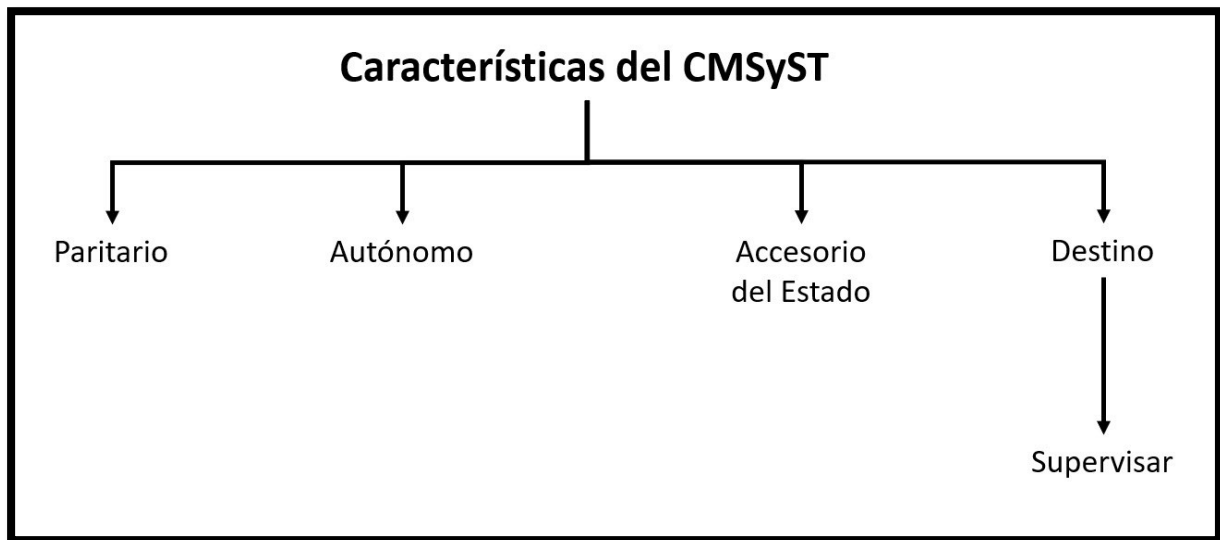 Características del CMSyST
Paritario
Autónomo
Accesorio
del Estado
Destino
Supervisar